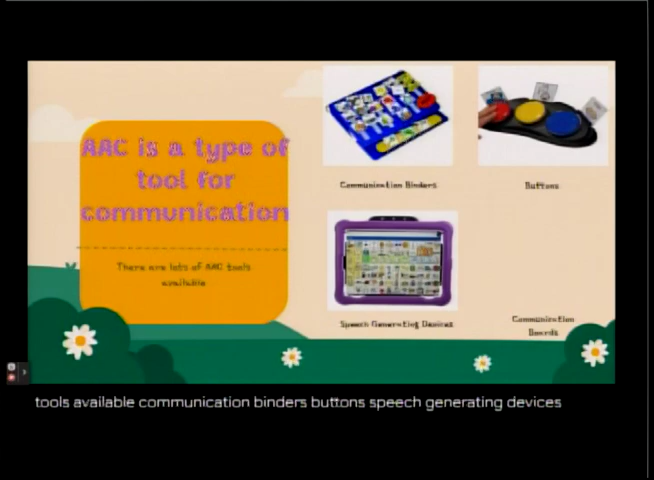 AAC is a type of
tool for
communication
There are lots of AAC tools
available
Communication Binders
Buttons
Speech Generating Devices
Communication
Boards
tools available communication binders buttons speech generating devices